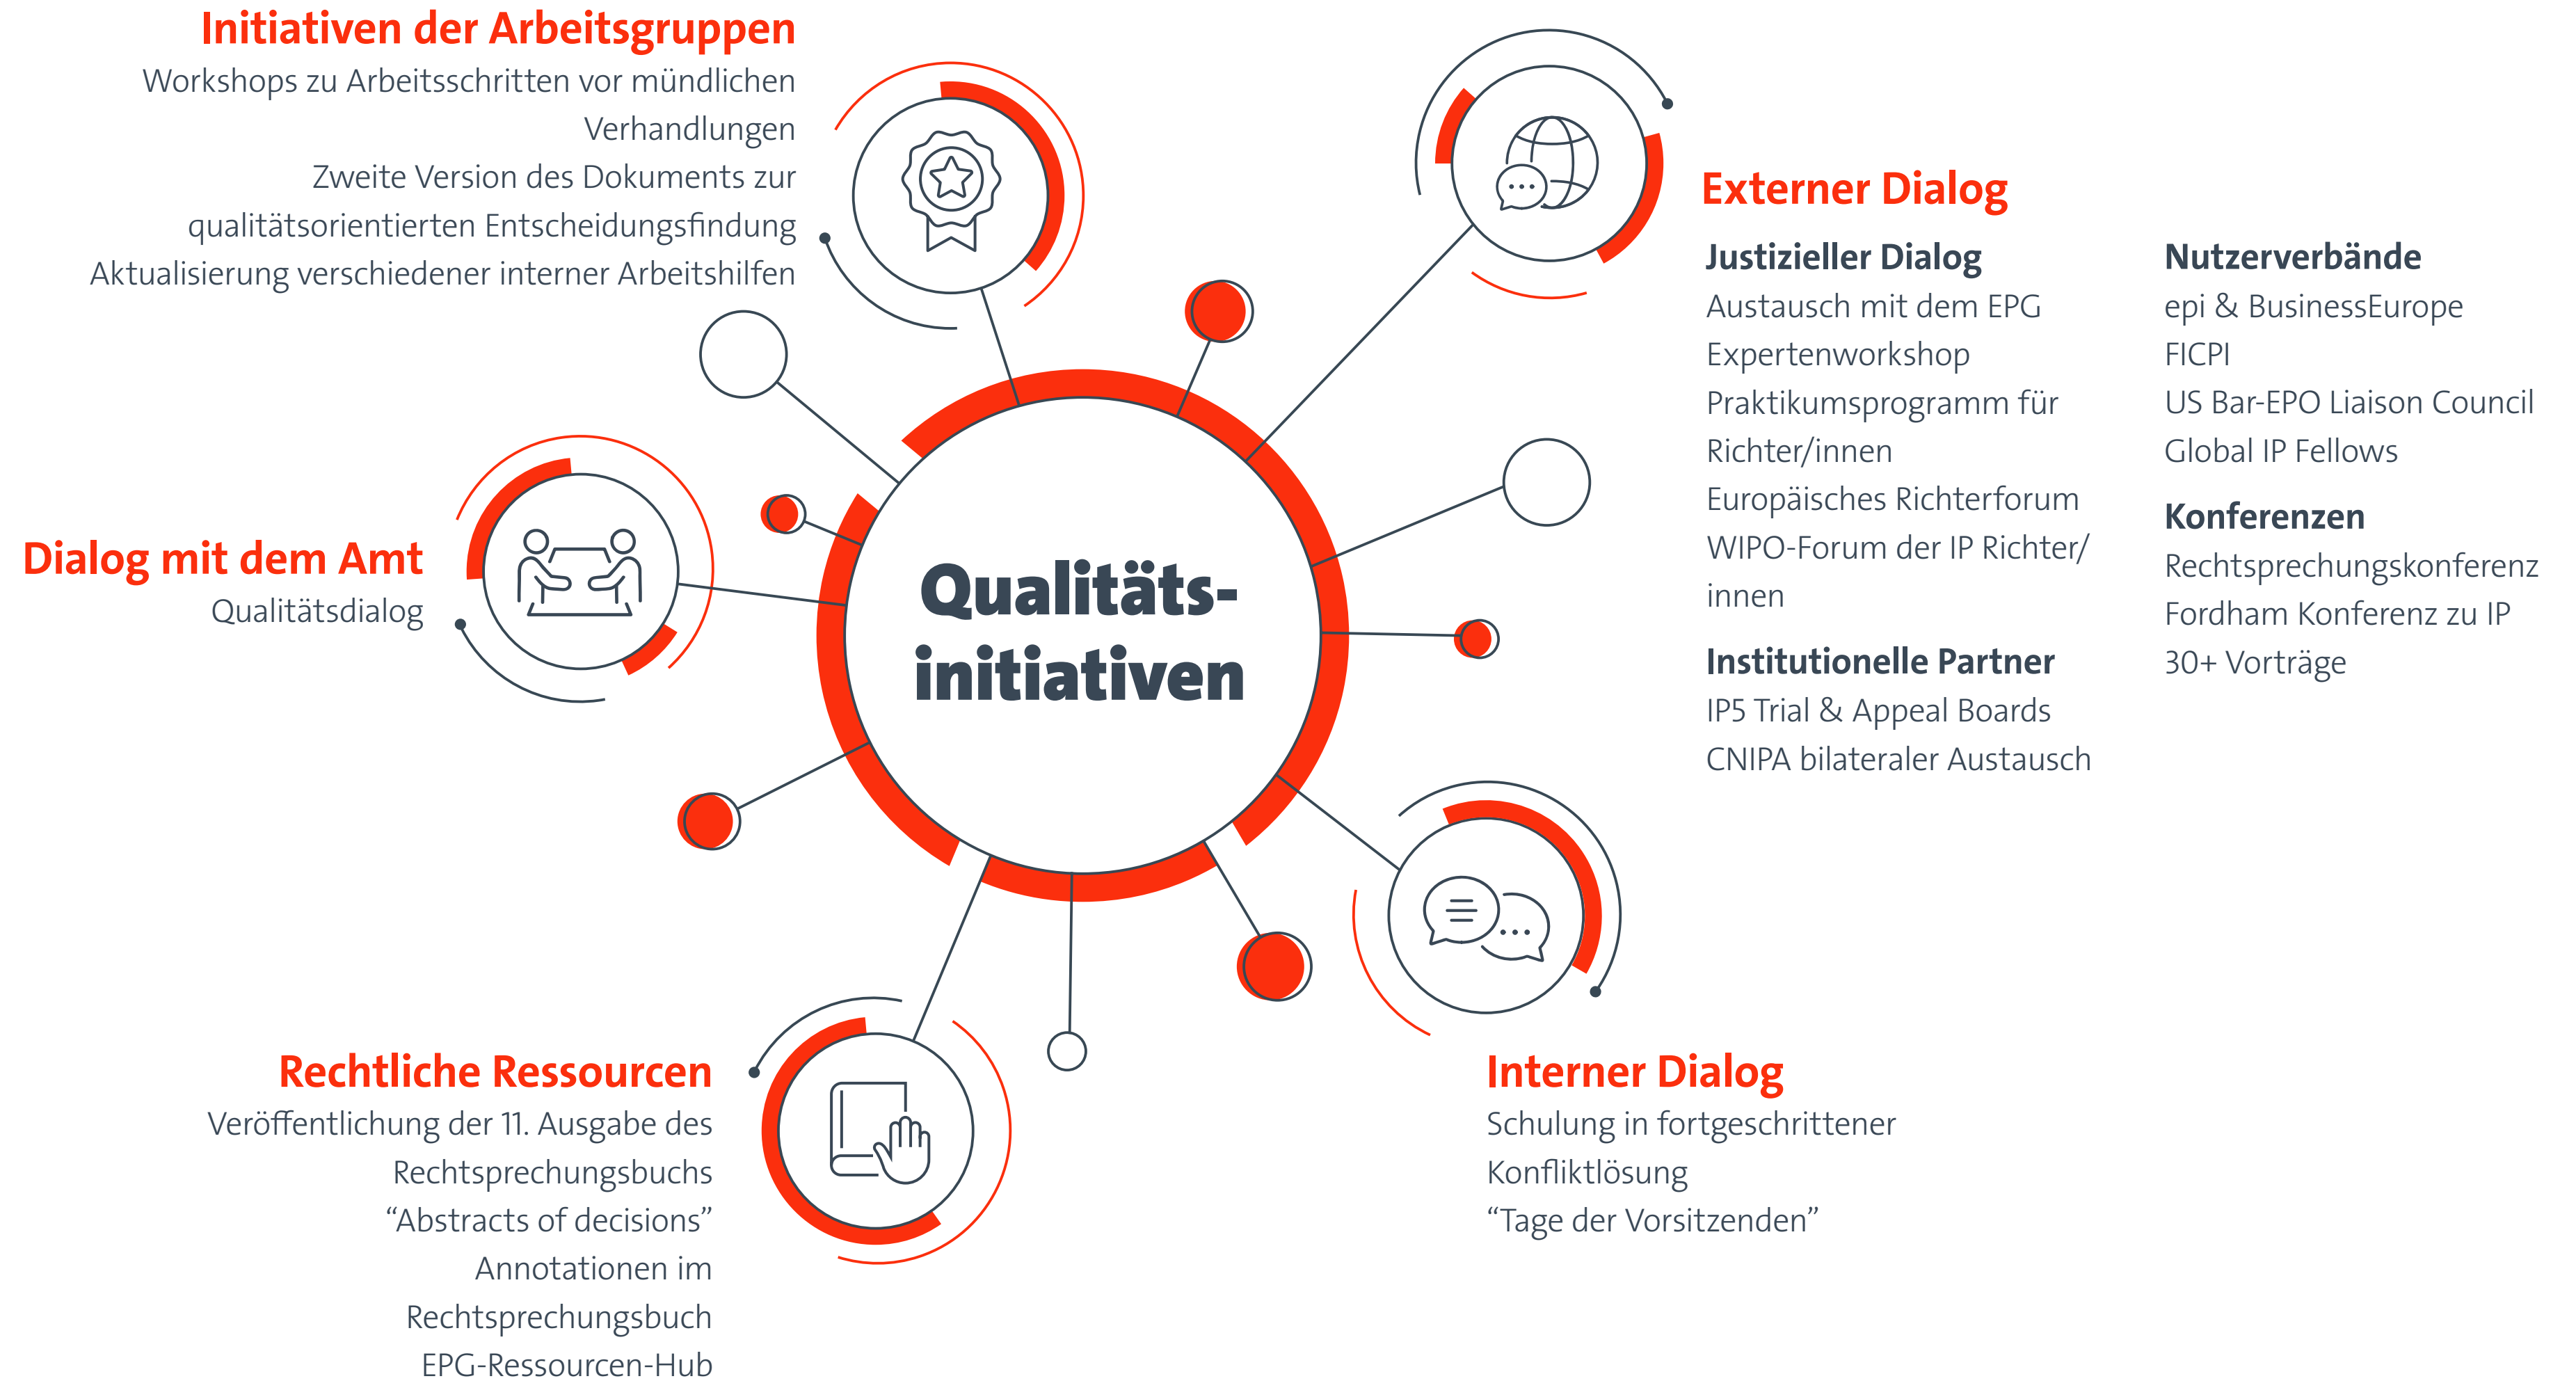 Initiativen der Arbeitsgruppen
Workshops zu Arbeitsschritten vor mündlichen
Verhandlungen
Zweite Version des Dokuments zur
qualitätsorientierten Entscheidungsfindung
Aktualisierung verschiedener interner Arbeitshilfen
Externer Dialog
Justizieller Dialog
Austausch mit dem EPG
Expertenworkshop
Praktikumsprogramm für
Richter/innen
Europäisches Richterforum
WIPO-Forum der IP Richter/
innen
Institutionelle Partner
IP5 Trial & Appeal Boards
CNIPA bilateraler Austausch
Nutzerverbände
epi & BusinessEurope
FICPI
US Bar-EPO Liaison Council
Global IP Fellows
Konferenzen
Rechtsprechungskonferenz
Fordham Konferenz zu IP
30+ Vorträge
Dialog mit dem Amt
Qualitätsdialog
Qualitäts-
initiativen
Rechtliche Ressourcen
Veröffentlichung der 11. Ausgabe des
Rechtsprechungsbuchs
“Abstracts of decisions”
Annotationen im
Rechtsprechungsbuch
EPG-Ressourcen-Hub
Interner Dialog
Schulung in fortgeschrittener
Konfliktlösung
“Tage der Vorsitzenden”